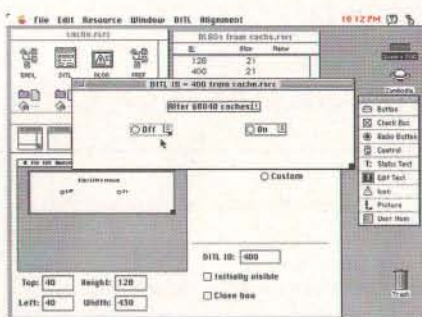 File Edit Resource Window DITL Alignment 10:12 PM
cache.rsrc
DLOGs from cache.rsrc
ID Size Name
128 21
400 21
DITL ID = 400 from cache.rsrc
Alter 68040 caches:
Off
On
Button
Check Box
Radio Button
Control
Static Text
Edit Text
Icon
Picture
User Item
Custom
DITL ID: 400
Initially visible
Close box
Top: 40 Height: 120
Left: 40 Width: 450
Trash